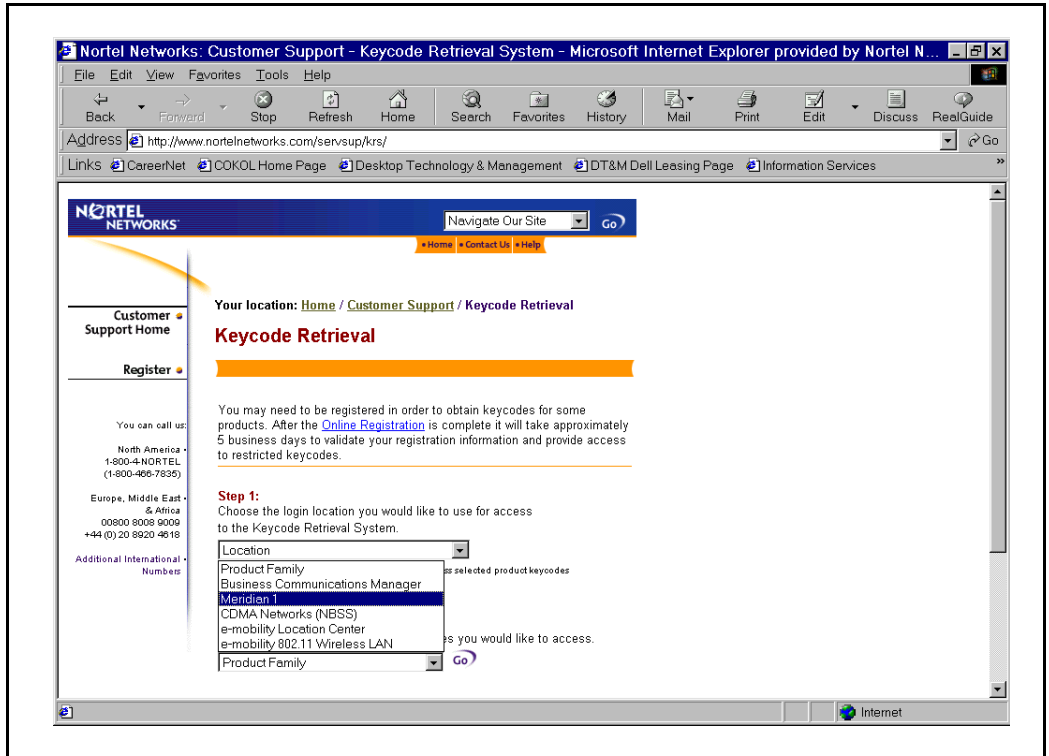 Nortel Networks: Customer Support - Keycode Retrieval System - Microsoft Internet Explorer provided by Nortel N...
File Edit View Favorites Tools Help
Back Forward Stop Refresh Home Search Favorites History Mail Print Edit Discuss RealGuide
Address http://www.nortelnetworks.com/servsup/krs/ Go
Links CareerNet COKOL Home Page Desktop Technology & Management DT&M Dell Leasing Page Information Services »
NORTEL
NETWORKS
Navigate Our Site GO
Home Contact Us Help
Customer
Support Home
Register
You can call us:
North America
1-800-4-NORTEL
(1-800-466-7835)
Europe, Middle East
& Africa
00800 8008 9009
+44 (0) 20 8920 4618
Additional International
Numbers
Your location: Home / Customer Support / Keycode Retrieval
Keycode Retrieval
You may need to be registered in order to obtain keycodes for some
products. After the Online Registration is complete it will take approximately
5 business days to validate your registration information and provide access
to restricted keycodes.
Step 1:
Choose the login location you would like to use for access
to the Keycode Retrieval System.
Location
Product Family
Business Communications Manager
Meridian 1
CDMA Networks (NBSS)
e-mobility Location Center
e-mobility 802.11 Wireless LAN
selected product keycodes
you would like to access.
Product Family GO
Internet